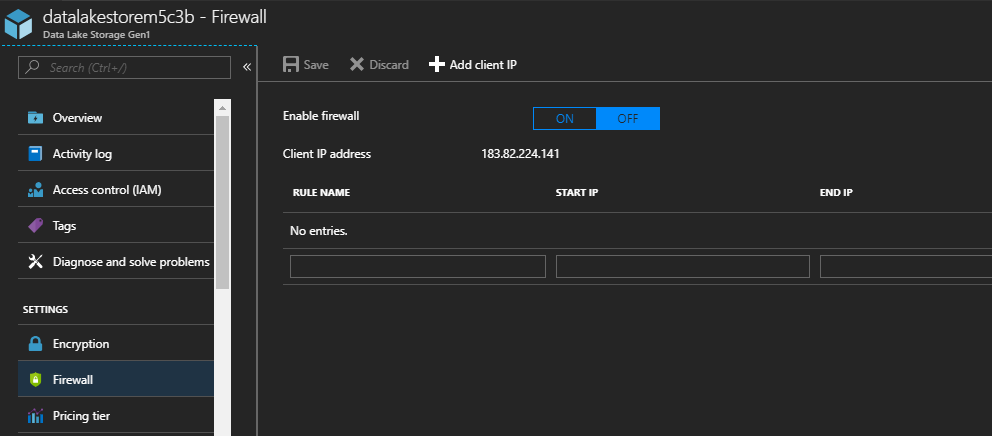 datalakestorem5c3b - Firewall
Data Lake Storage Gen1
Search (Ctrl+/)
«
Save Discard Add client IP
Overview
Activity log
Access control (IAM)
Tags
Diagnose and solve problems
SETTINGS
Encryption
Firewall
Pricing tier
Enable firewall ON OFF
Client IP address 183.82.224.141
RULE NAME START IP END IP
No entries.